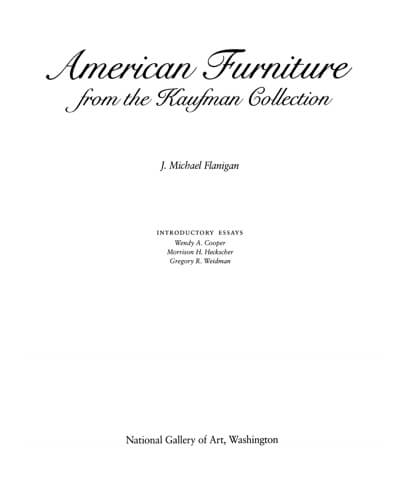 American Furniture
from the Kaufman Collection
J. Michael Flanigan
INTRODUCTORY ESSAYS
Wendy A. Cooper
Morrison H. Heckscher
Gregory R. Weidman
National Gallery of Art, Washington